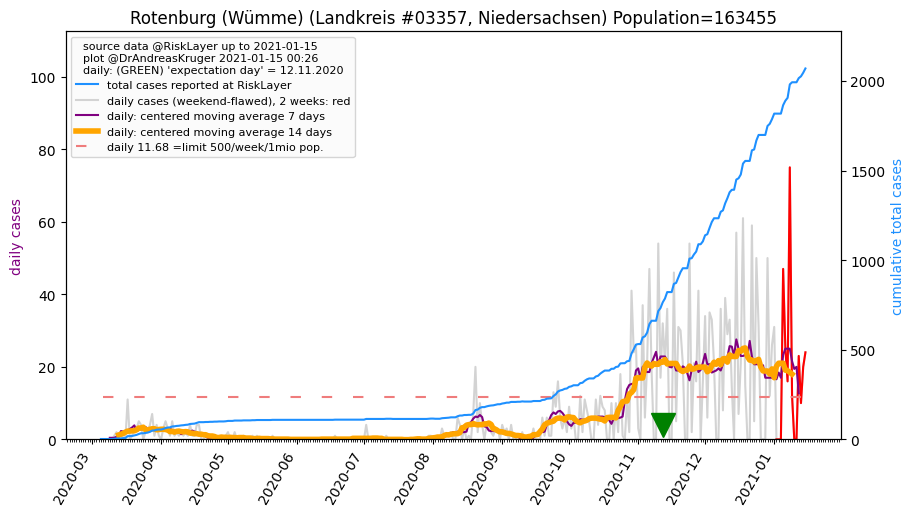 Rotenburg (Wümme) (Landkreis #03357, Niedersachsen) Population=163455
source data @RiskLayer up to 2021-01-15
plot @DrAndreasKruger 2021-01-15 00:26
daily: (GREEN) 'expectation day' = 12.11.2020
total cases reported at RiskLayer
daily cases (weekend-flawed), 2 weeks: red
daily: centered moving average 7 days
daily: centered moving average 14 days
daily 11.68 =limit 500/week/1mio pop.
daily cases
100
80
60
40
20
0
cumulative total cases
2000
1500
1000
500
0
2020-03
2020-04
2020-05
2020-06
2020-07
2020-08
2020-09
2020-10
2020-11
2020-12
2021-01